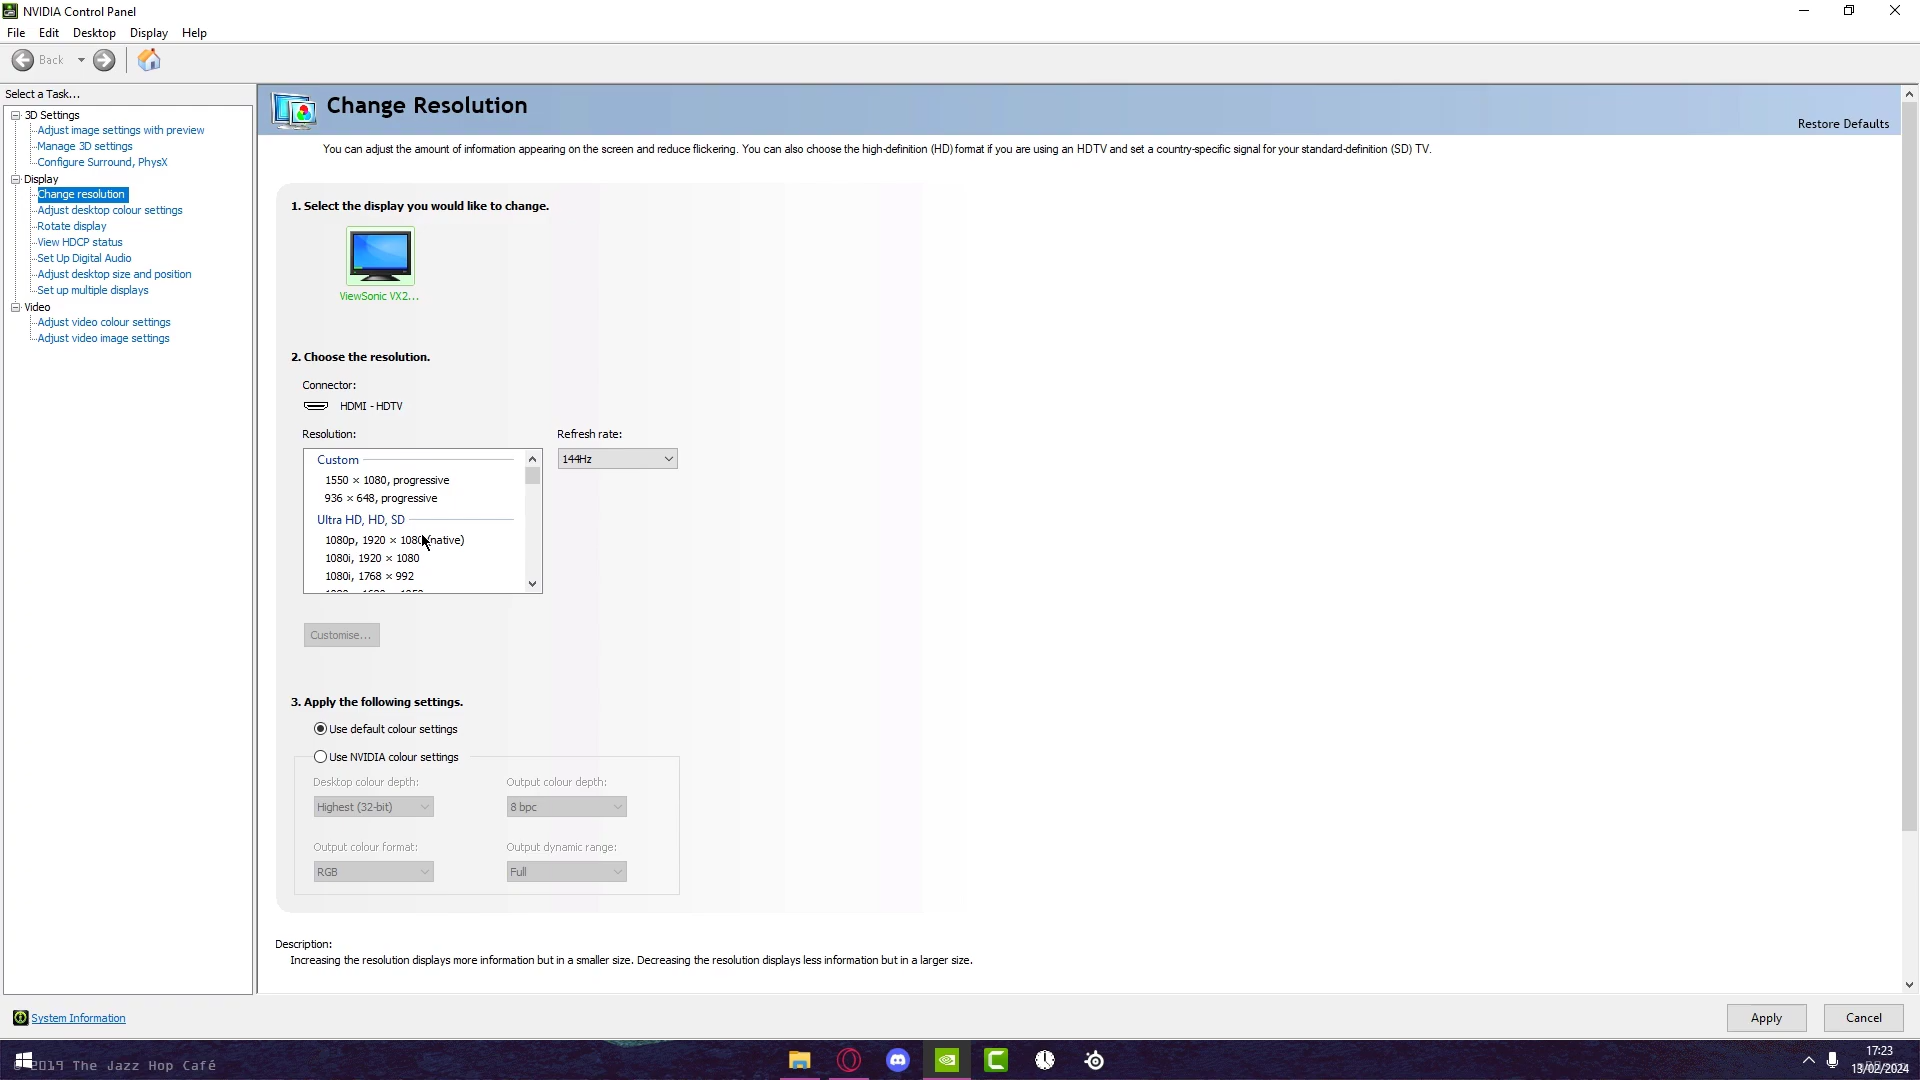 NVIDIA Control Panel
File Edit Desktop Display Help
Back
Select a Task...
3D Settings
Adjust image settings with preview
Manage 3D settings
Configure Surround, PhysX
Display
Change resolution
Adjust desktop colour settings
Rotate display
View HDCP status
Set Up Digital Audio
Adjust desktop size and position
Set up multiple displays
Video
Adjust video colour settings
Adjust video image settings
Change Resolution
Restore Defaults
You can adjust the amount of information appearing on the screen and reduce flickering. You can also choose the high-definition (HD) format if you are using an HDTV and set a country-specific signal for your standard-definition (SD) TV.
1. Select the display you would like to change.
ViewSonic VX2...
2. Choose the resolution.
Connector:
HDMI - HDTV
Resolution:
Refresh rate:
Custom
1550 × 1080, progressive
936 × 648, progressive
Ultra HD, HD, SD
1080p, 1920 × 1080 (native)
1080i, 1920 × 1080
1080i, 1768 × 992
144Hz
Customise...
3. Apply the following settings.
Use default colour settings
Use NVIDIA colour settings
Desktop colour depth: Output colour depth:
Highest (32-bit) 8 bpc
Output colour format: Output dynamic range:
RGB Full
Description:
Increasing the resolution displays more information but in a smaller size. Decreasing the resolution displays less information but in a larger size.
System Information
Apply Cancel
2019 The Jazz Hop Café
17:23
13/02/2024